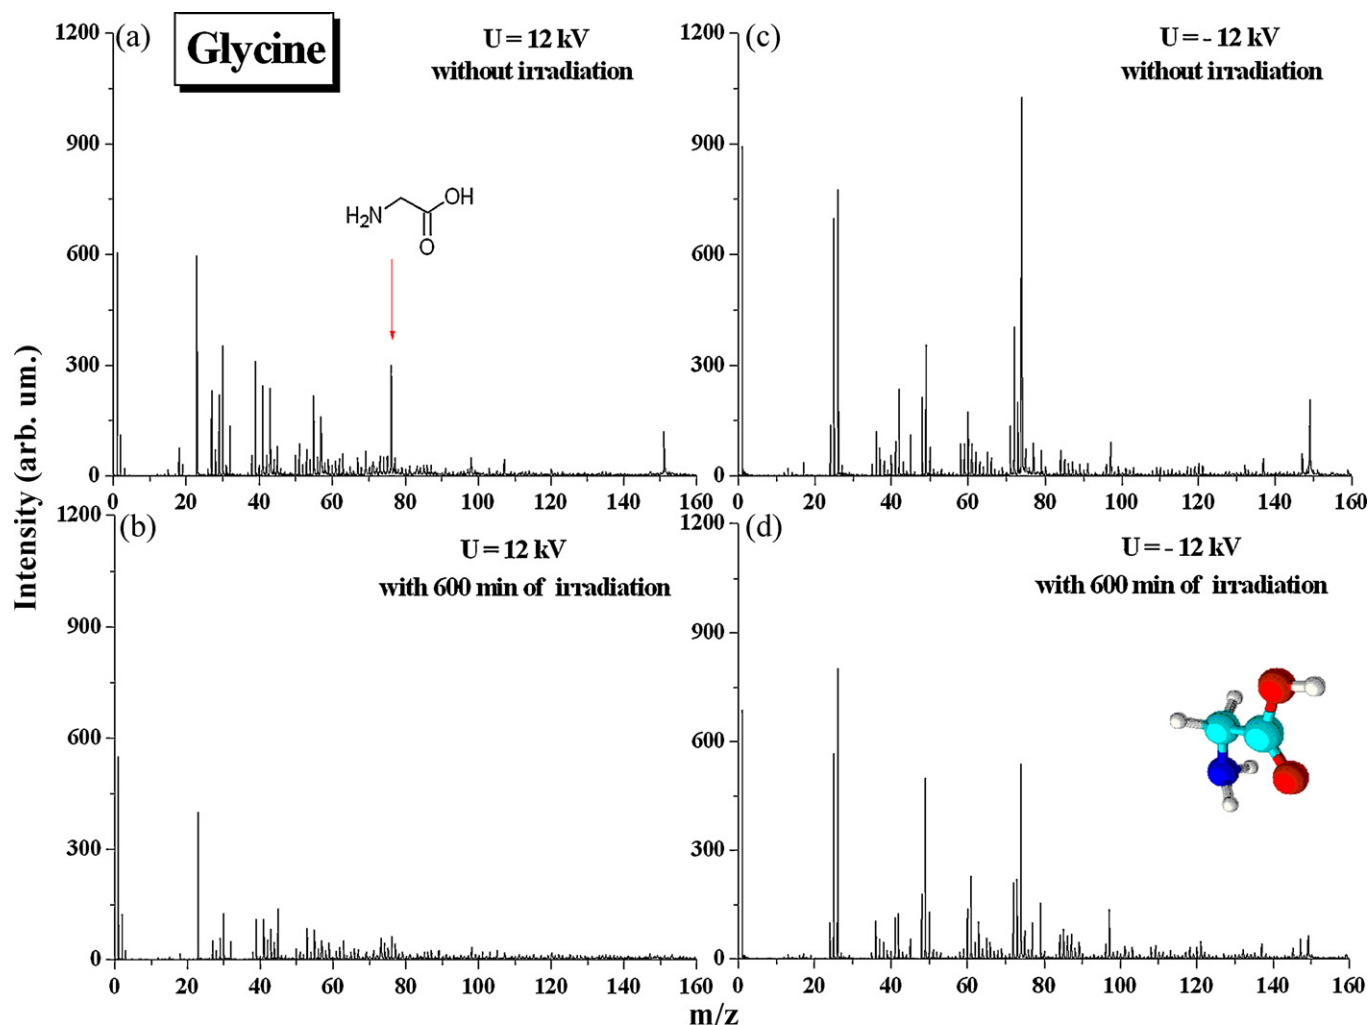 (a)
Glycine
U = 12 kV
without irradiation
H2N
OH
O
1200
900
600
300
0
0 20 40 60 80 100 120 140 160
(c)
U = - 12 kV
without irradiation
1200
900
600
300
0
0 20 40 60 80 100 120 140 160
Intensity (arb. um.)
(b)
U = 12 kV
with 600 min of irradiation
1200
900
600
300
0
0 20 40 60 80 100 120 140 160
(d)
U = - 12 kV
with 600 min of irradiation
1200
900
600
300
0
0 20 40 60 80 100 120 140 160
m/z